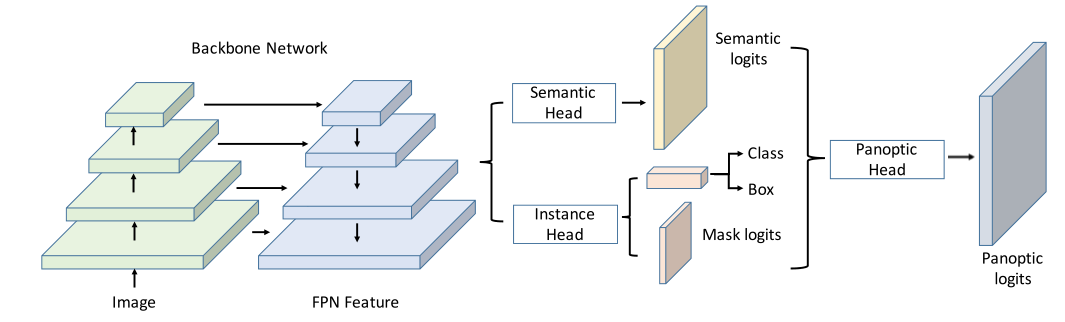 Backbone Network
Image
FPN Feature
Semantic
Head
Instance
Head
Semantic
logits
Class
Box
Mask logits
Panoptic
Head
Panoptic
logits